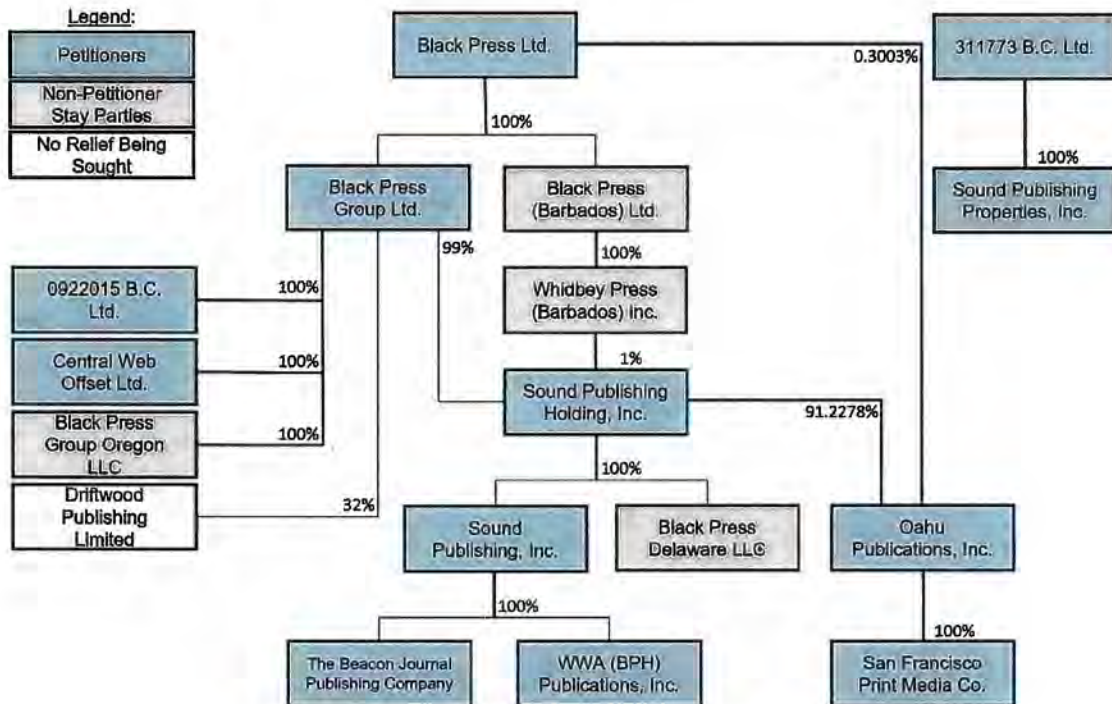 Legend:
Petitioners
Non-Petitioner
Stay Parties
No Relief Being
Sought
Black Press Ltd.
0.3003%
311773 B.C. Ltd.
100%
100%
Black Press
Group Ltd.
Black Press
(Barbados) Ltd.
Sound Publishing
Properties, Inc.
99%
100%
0922015 B.C.
Ltd.
100%
Whidbey Press
(Barbados) Inc.
Central Web
Offset Ltd.
100%
1%
Sound Publishing
Holding, Inc.
91.2278%
Black Press
Group Oregon
LLC
100%
100%
Driftwood
Publishing
Limited
32%
Sound
Publishing, Inc.
Black Press
Delaware LLC
Oahu
Publications, Inc.
100%
100%
The Beacon Journal
Publishing Company
WWA (BPH)
Publications, Inc.
San Francisco
Print Media Co.